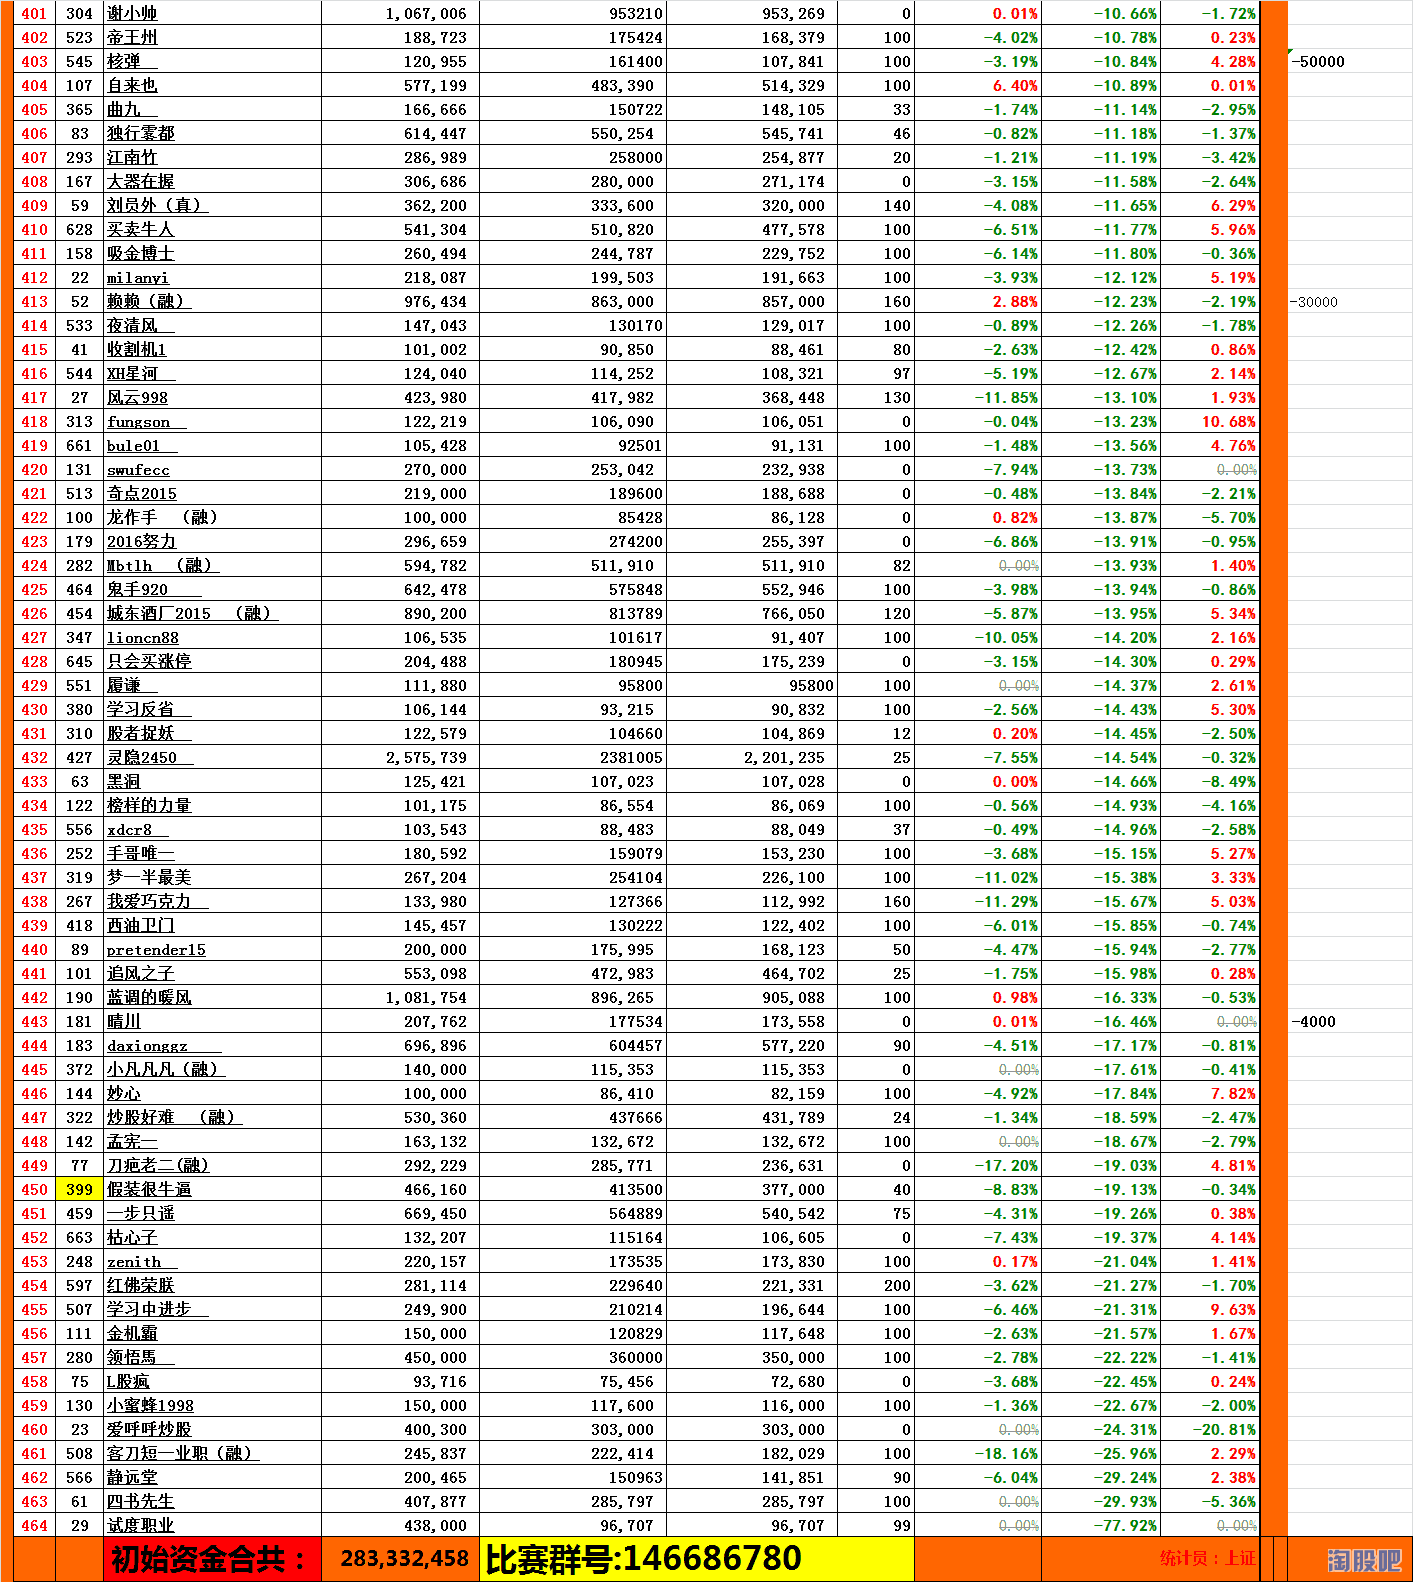 401 304 谢小帅 1,067,006 953210 953,269 0 0.01% -10.66% -1.72%
402 523 帝王州 188,723 175424 168,379 100 -4.02% -10.78% 0.23%
403 545 核弹 120,955 161400 107,841 100 -3.19% -10.84% 4.28% -50000
404 107 自来也 577,199 483,390 514,329 100 6.40% -10.89% 0.01%
405 365 曲九 166,666 150722 148,105 33 -1.74% -11.14% -2.95%
406 83 独行雾都 614,447 550,254 545,741 46 -0.82% -11.18% -1.37%
407 293 江南竹 286,989 258000 254,877 20 -1.21% -11.19% -3.42%
408 167 大器在握 306,686 280,000 271,174 0 -3.15% -11.58% -2.64%
409 59 刘员外（真） 362,200 333,600 320,000 140 -4.08% -11.65% 6.29%
410 628 买卖牛人 541,304 510,820 477,578 100 -6.51% -11.77% 5.96%
411 158 吸金博士 260,494 244,787 229,752 100 -6.14% -11.80% -0.36%
412 22 milanyi 218,087 199,503 191,663 100 -3.93% -12.12% 5.19%
413 52 赖赖（融） 976,434 863,000 857,000 160 2.88% -12.23% -2.19% -30000
414 533 夜清风 147,043 130170 129,017 100 -0.89% -12.26% -1.78%
415 41 收割机1 101,002 90,850 88,461 80 -2.63% -12.42% 0.86%
416 544 XH星河 124,040 114,252 108,321 97 -5.19% -12.67% 2.14%
417 27 风云998 423,980 417,982 368,448 130 -11.85% -13.10% 1.93%
418 313 fungson 122,219 106,090 106,051 0 -0.04% -13.23% 10.68%
419 661 bule01 105,428 92501 91,131 100 -1.48% -13.56% 4.76%
420 131 swufecc 270,000 253,042 232,938 0 -7.94% -13.73% 0.00%
421 513 奇点2015 219,000 189600 188,688 0 -0.48% -13.84% -2.21%
422 100 龙作手 （融） 100,000 85428 86,128 0 0.82% -13.87% -5.70%
423 179 2016努力 296,659 274200 255,397 0 -6.86% -13.91% -0.95%
424 282 Mbtlh （融） 594,782 511,910 511,910 82 0.00% -13.93% 1.40%
425 464 鬼手920 642,478 575848 552,946 100 -3.98% -13.94% -0.86%
426 454 城东酒厂2015 （融） 890,200 813789 766,050 120 -5.87% -13.95% 5.34%
427 347 lioncn88 106,535 101617 91,407 100 -10.05% -14.20% 2.16%
428 645 只会买涨停 204,488 180945 175,239 0 -3.15% -14.30% 0.29%
429 551 履谦 111,880 95800 95800 100 0.00% -14.37% 2.61%
430 380 学习反省 106,144 93,215 90,832 100 -2.56% -14.43% 5.30%
431 310 股者捉妖 122,579 104660 104,869 12 0.20% -14.45% -2.50%
432 427 灵隐2450 2,575,739 2381005 2,201,235 25 -7.55% -14.54% -0.32%
433 63 黑洞 125,421 107,023 107,028 0 0.00% -14.66% -8.49%
434 122 榜样的力量 101,175 86,554 86,069 100 -0.56% -14.93% -4.16%
435 556 xdcr8 103,543 88,483 88,049 37 -0.49% -14.96% -2.58%
436 252 手哥唯一 180,592 159079 153,230 100 -3.68% -15.15% 5.27%
437 319 梦一半最美 267,204 254104 226,100 100 -11.02% -15.38% 3.33%
438 267 我爱巧克力 133,980 127366 112,992 160 -11.29% -15.67% 5.03%
439 418 西油卫门 145,457 130222 122,402 100 -6.01% -15.85% -0.74%
440 89 pretender15 200,000 175,995 168,123 50 -4.47% -15.94% -2.77%
441 101 追风之子 553,098 472,983 464,702 25 -1.75% -15.98% 0.28%
442 190 蓝调的暖风 1,081,754 896,265 905,088 100 0.98% -16.33% -0.53%
443 181 晴川 207,762 177534 173,558 0 0.01% -16.46% 0.00% -4000
444 183 daxionggz 696,896 604457 577,220 90 -4.51% -17.17% -0.81%
445 372 小凡凡凡（融） 140,000 115,353 115,353 0 0.00% -17.61% -0.41%
446 144 妙心 100,000 86,410 82,159 100 -4.92% -17.84% 7.82%
447 322 炒股好难 （融） 530,360 437666 431,789 24 -1.34% -18.59% -2.47%
448 142 孟宪一 163,132 132,672 132,672 100 0.00% -18.67% -2.79%
449 77 刀疤老二(融) 292,229 285,771 236,631 0 -17.20% -19.03% 4.81%
450 399 假装很牛逼 466,160 413500 377,000 40 -8.83% -19.13% -0.34%
451 459 一步只遥 669,450 564889 540,542 75 -4.31% -19.26% 0.38%
452 663 枯心子 132,207 115164 106,605 0 -7.43% -19.37% 4.14%
453 248 zenith 220,157 173535 173,830 100 0.17% -21.04% 1.41%
454 597 红佛荣朕 281,114 229640 221,331 200 -3.62% -21.27% -1.70%
455 507 学习中进步 249,900 210214 196,644 100 -6.46% -21.31% 9.63%
456 111 金机霸 150,000 120829 117,648 100 -2.63% -21.57% 1.67%
457 280 领悟馬 450,000 360000 350,000 100 -2.78% -22.22% -1.41%
458 75 L股疯 93,716 75,456 72,680 0 -3.68% -22.45% 0.24%
459 130 小蜜蜂1998 150,000 117,600 116,000 100 -1.36% -22.67% -2.00%
460 23 爱呼呼炒股 400,300 303,000 303,000 0 0.00% -24.31% -20.81%
461 508 客刀短一业职（融） 245,837 222,414 182,029 100 -18.16% -25.96% 2.29%
462 566 静远堂 200,465 150963 141,851 90 -6.04% -29.24% 2.38%
463 61 四书先生 407,877 285,797 285,797 100 0.00% -29.93% -5.36%
464 29 试度职业 438,000 96,707 96,707 99 0.00% -77.92% 0.00%
初始资金合共： 283,332,458 比赛群号:146686780 统计员：上证 淘股吧